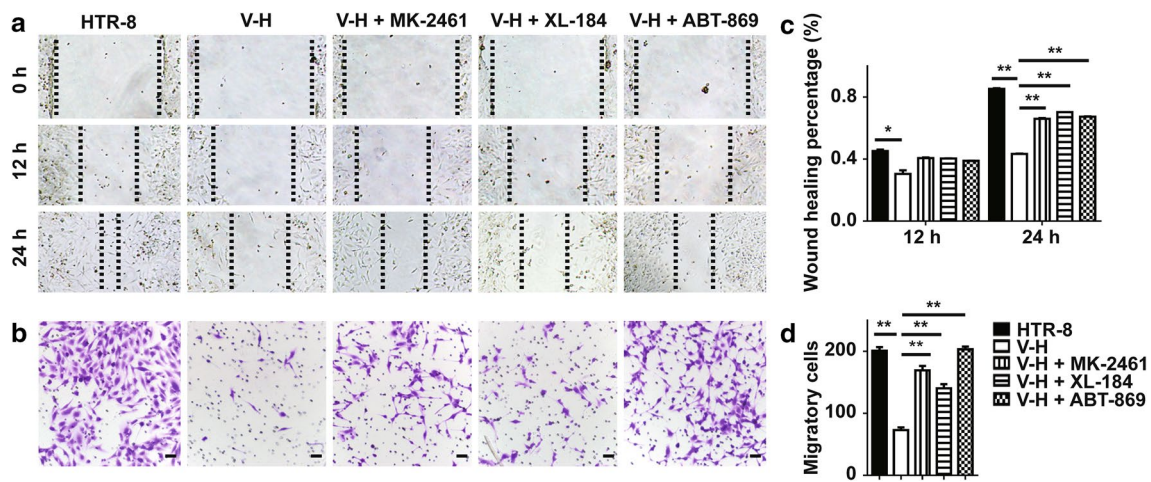 a
HTR-8
V-H
V-H + MK-2461
V-H + XL-184
V-H + ABT-869
0 h
12 h
24 h
b
c
Wound healing percentage (%)
0.8
0.4
0.0
*
**
**
**
**
12 h
24 h
d
Migratory cells
200
100
0
**
**
**
**
HTR-8
V-H
V-H + MK-2461
V-H + XL-184
V-H + ABT-869